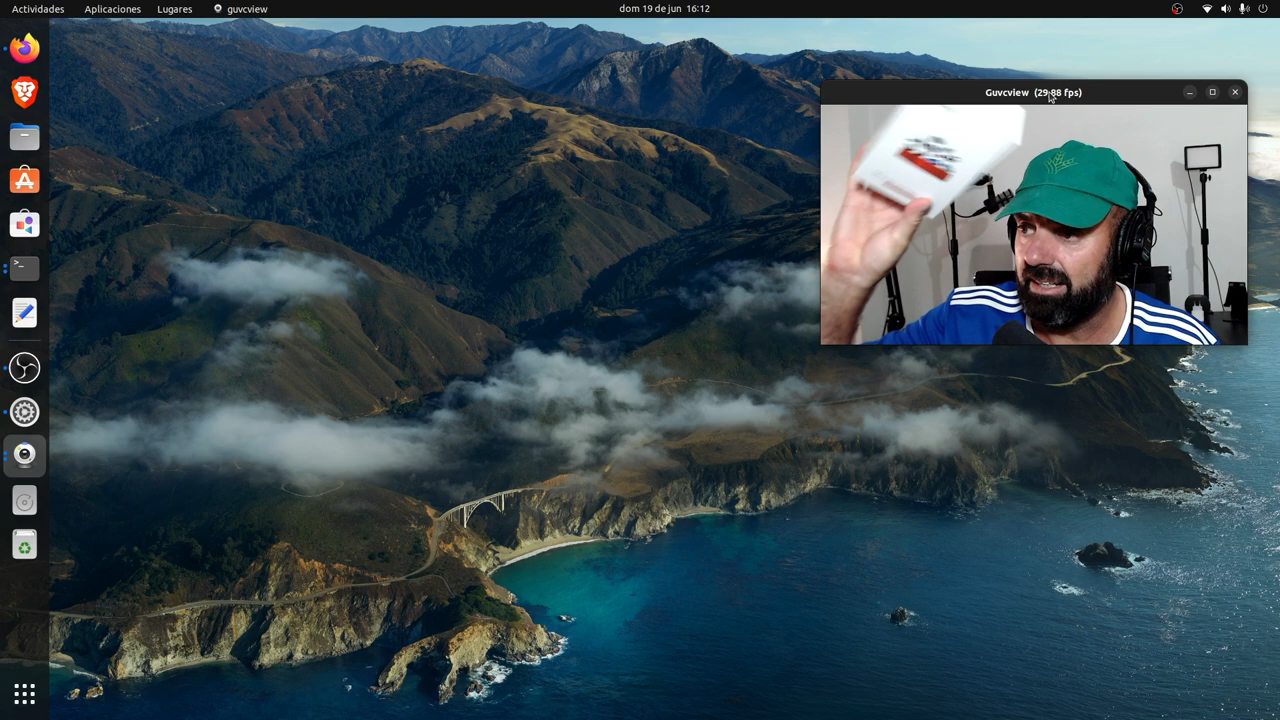 Actividades
Aplicaciones
Lugares
guvcview
dom 19 de jun 16:12
Guvcview (29.88 fps)
>_